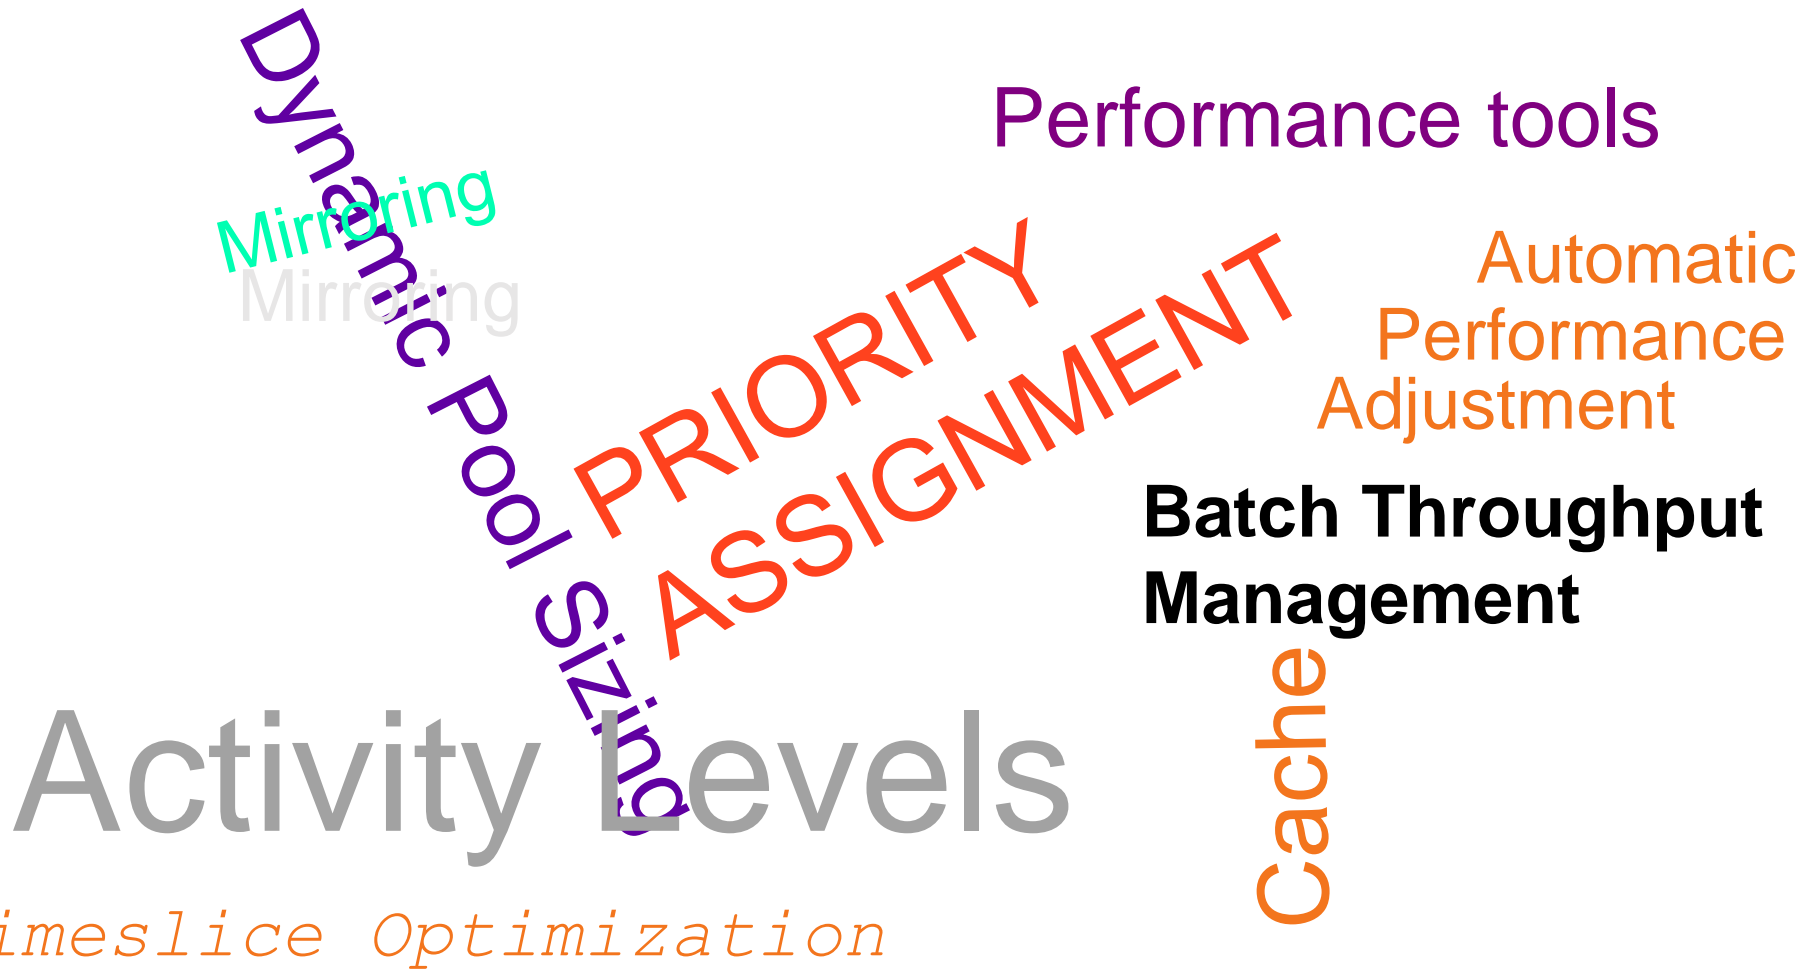 Dynamic Pool Sizing
Performance tools
Mirroring
Mirroring
PRIORITY
ASSIGNMENT
Automatic
Performance
Adjustment
Batch Throughput
Management
Cache
Activity Levels
imeslice Optimization